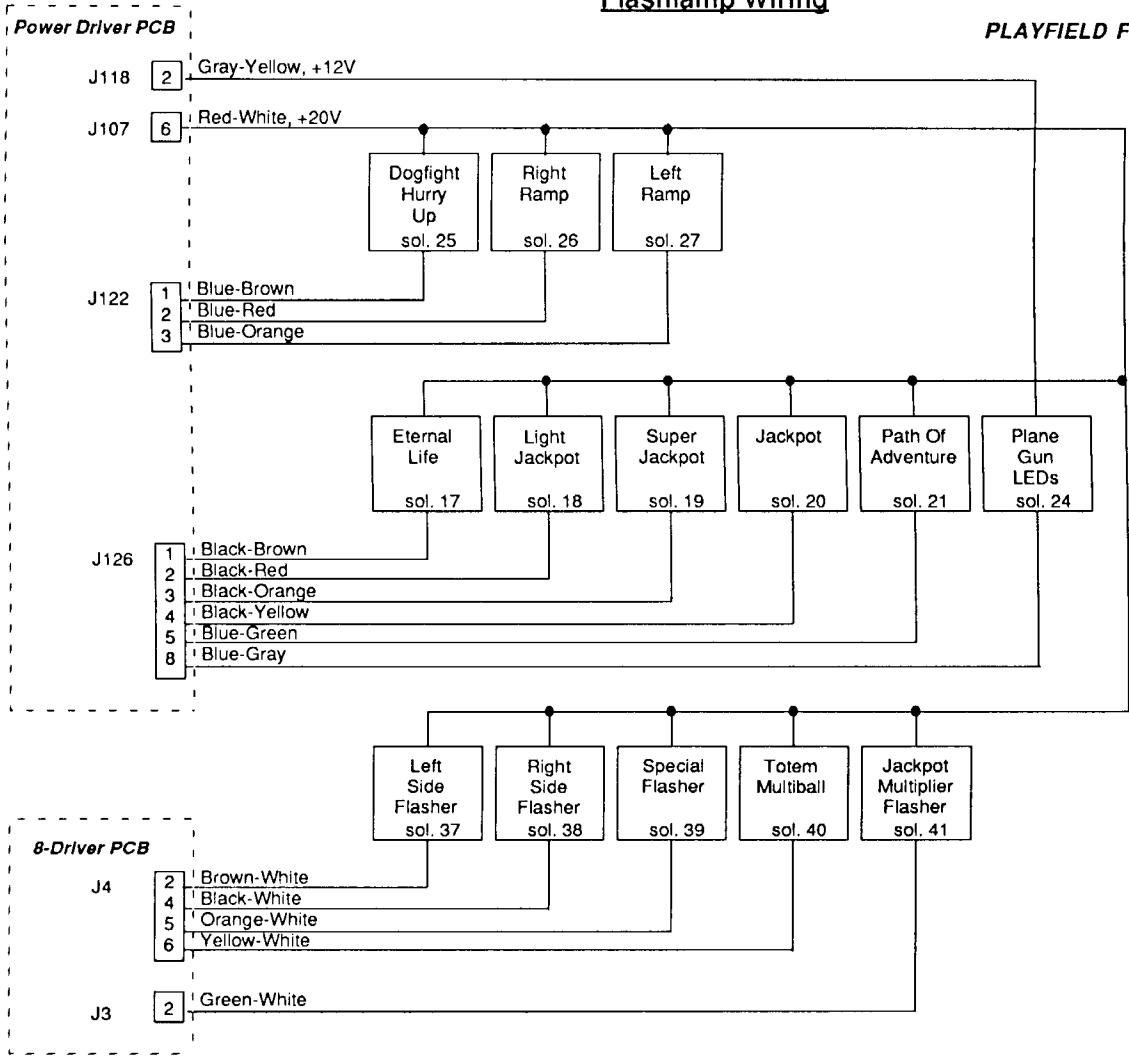 Flashlamp Wiring
Power Driver PCB
PLAYFIELD F
J118 2 Gray-Yellow, +12V
J107 6 Red-White, +20V
Dogfight
Hurry
Up
sol. 25
Right
Ramp
sol. 26
Left
Ramp
sol. 27
J122
1 Blue-Brown
2 Blue-Red
3 Blue-Orange
Eternal
Life
sol. 17
Light
Jackpot
sol. 18
Super
Jackpot
sol. 19
Jackpot
sol. 20
Path Of
Adventure
sol. 21
Plane
Gun
LEDs
sol. 24
J126
1 Black-Brown
2 Black-Red
3 Black-Orange
4 Black-Yellow
5 Blue-Green
8 Blue-Gray
Left
Side
Flasher
sol. 37
Right
Side
Flasher
sol. 38
Special
Flasher
sol. 39
Totem
Multiball
sol. 40
Jackpot
Multiplier
Flasher
sol. 41
8-Driver PCB
J4
2 Brown-White
4 Black-White
5 Orange-White
6 Yellow-White
J3 2 Green-White